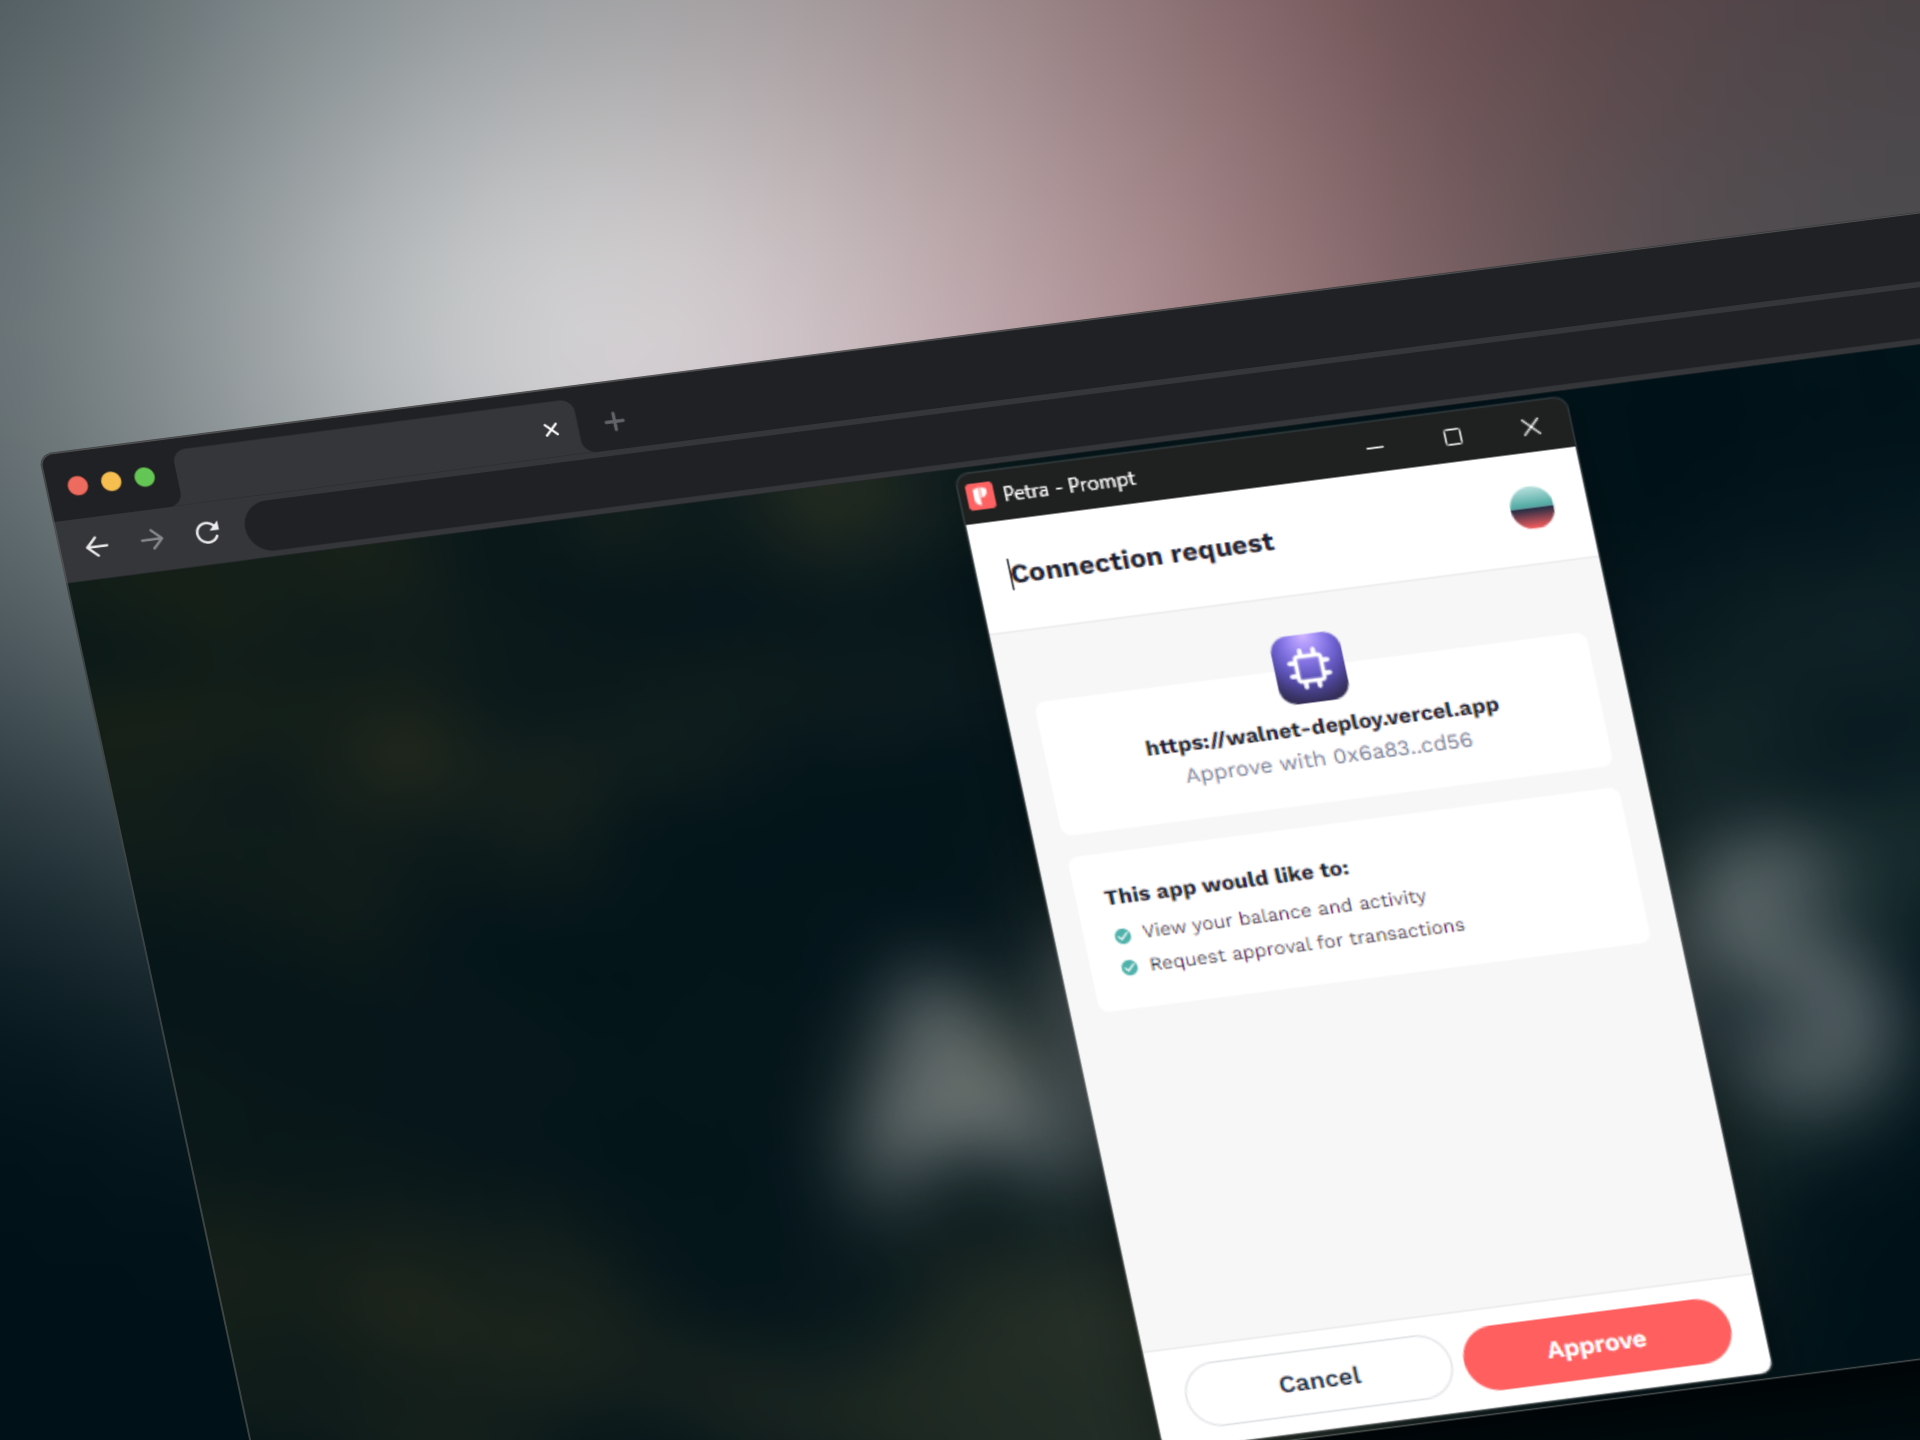 Petra - Prompt
Connection request
https://walnet-deploy.vercel.app
Approve with 0x6a83..cd56
This app would like to:
View your balance and activity
Request approval for transactions
Cancel
Approve